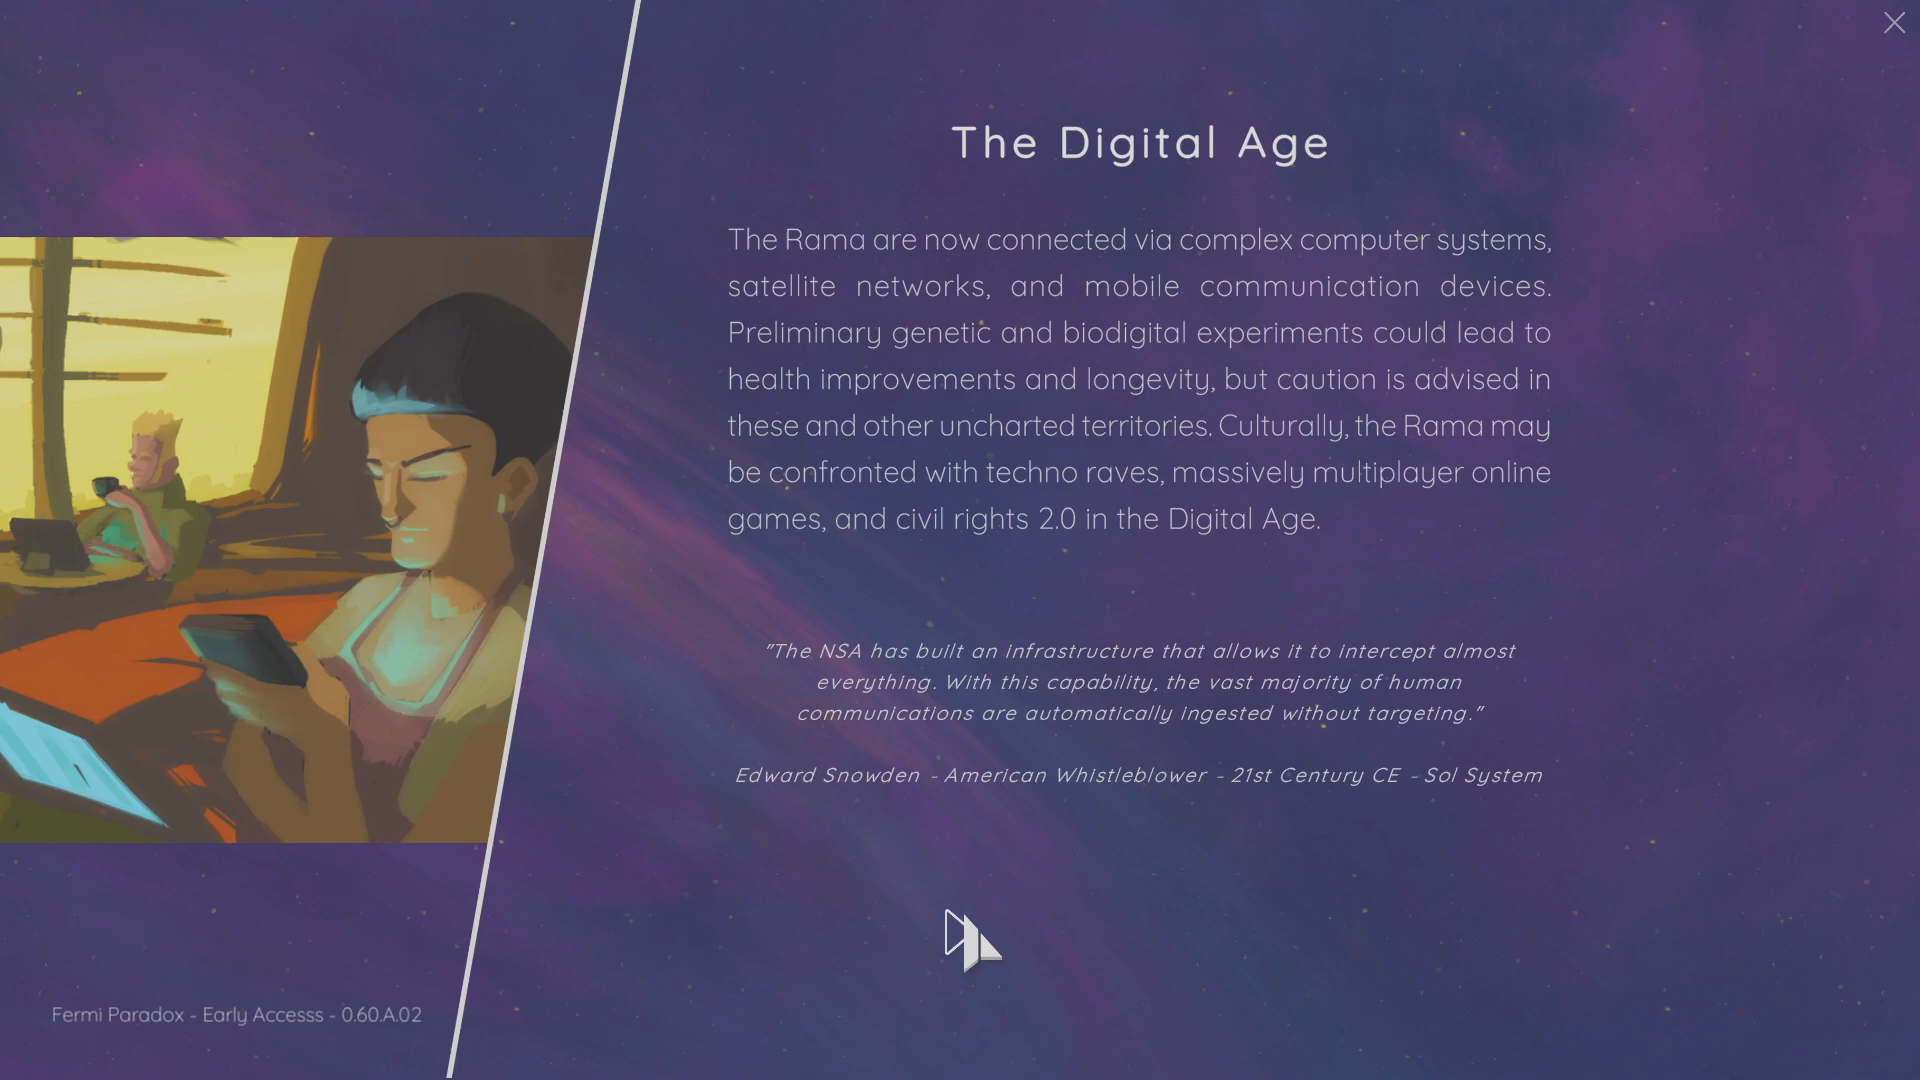 The Digital Age
The Rama are now connected via complex computer systems,
satellite networks, and mobile communication devices.
Preliminary genetic and biodigital experiments could lead to
health improvements and longevity, but caution is advised in
these and other uncharted territories. Culturally, the Rama may
be confronted with techno raves, massively multiplayer online
games, and civil rights 2.0 in the Digital Age.
"The NSA has built an infrastructure that allows it to intercept almost
everything. With this capability, the vast majority of human
communications are automatically ingested without targeting."
Edward Snowden - American Whistleblower - 21st Century CE - Sol System
Fermi Paradox - Early Accesss - 0.60.A.02